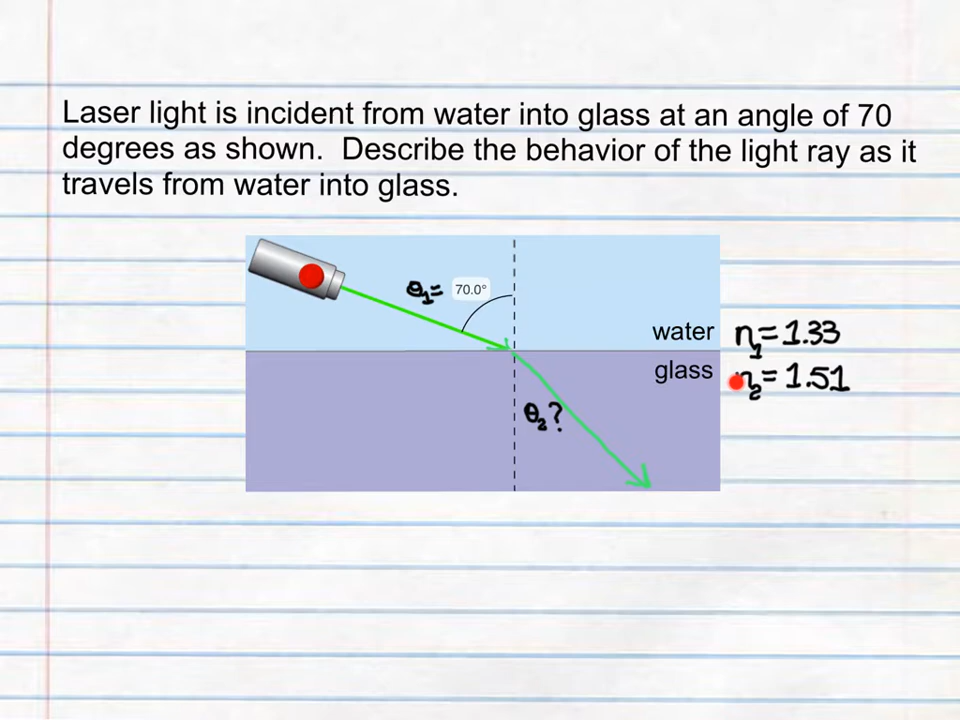 Laser light is incident from water into glass at an angle of 70
degrees as shown.  Describe the behavior of the light ray as it
travels from water into glass.
θ₁= 70.0°
water n₁=1.33
glass n₂=1.51
θ₂?